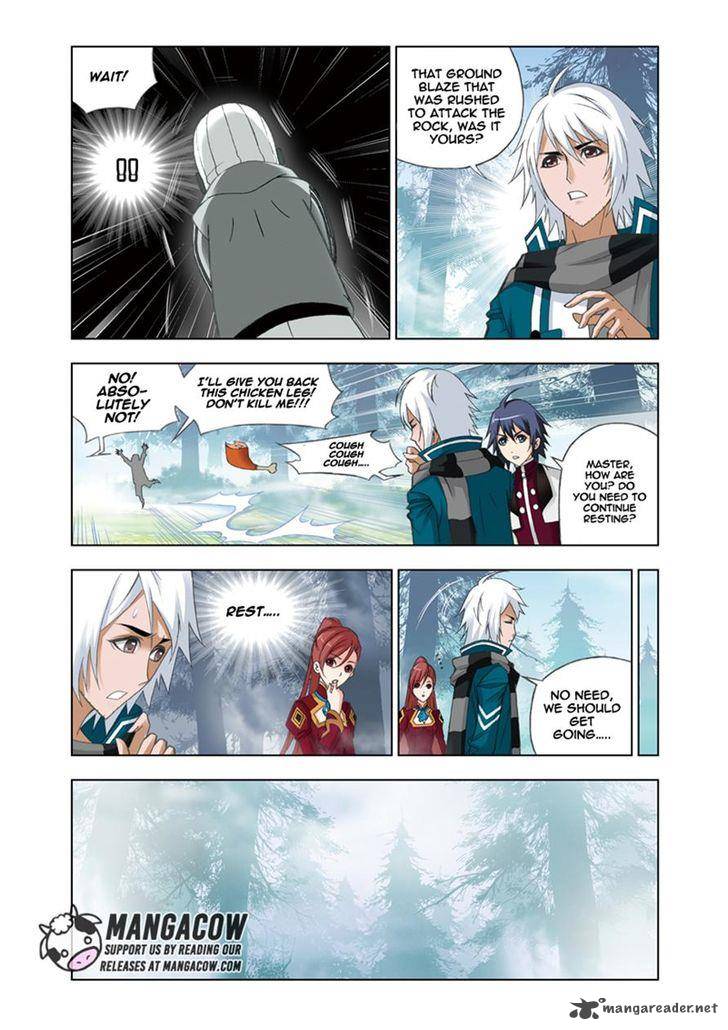 WAIT!
!!
THAT GROUND
BLAZE THAT
WAS RUSHED
TO ATTACK THE
ROCK, WAS IT
YOURS?
NO!
ABSO-
LUTELY
NOT!
I'LL GIVE YOU BACK
THIS CHICKEN LEG!
DON'T KILL ME!!!
COUGH
COUGH
COUGH.....
MASTER,
HOW ARE
YOU? DO
YOU NEED TO
CONTINUE
RESTING?
REST.....
NO NEED,
WE SHOULD
GET
GOING.....
MANGACOW
SUPPORT US BY READING OUR
RELEASES AT MANGACOW.COM
mangareader.net